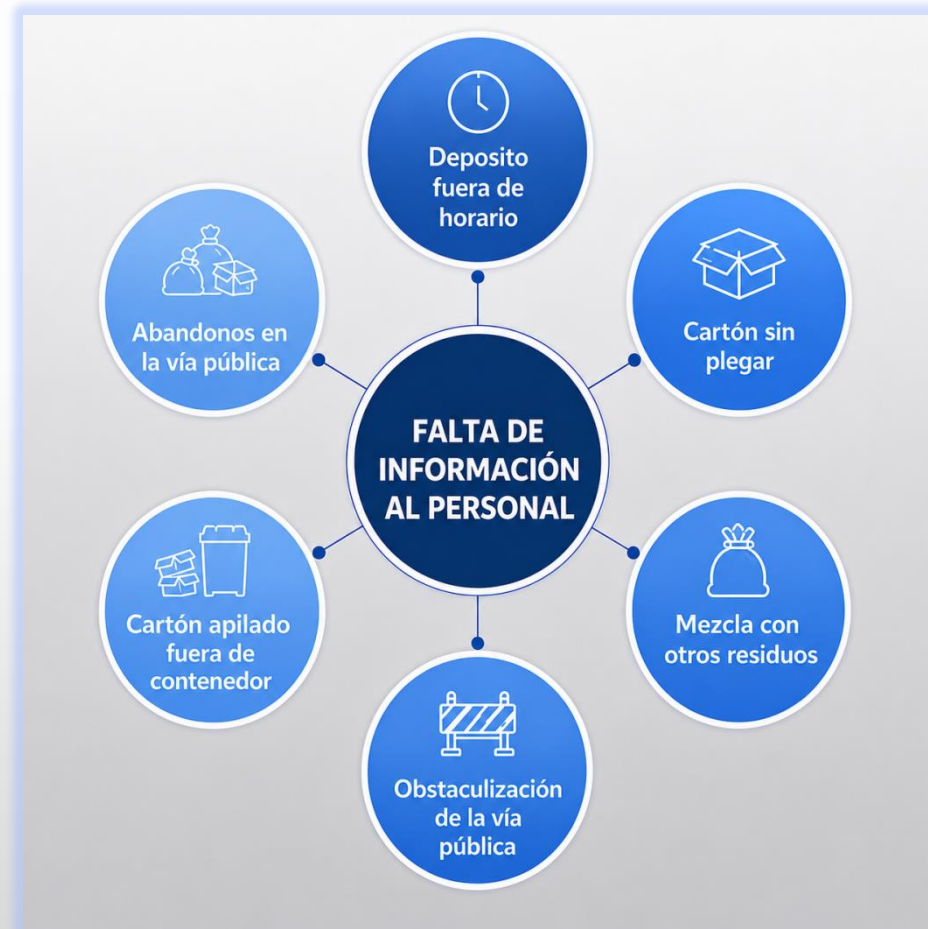 Deposito
fuera de
horario
Abandonos en
la vía pública
Cartón sin
plegar
FALTA DE
INFORMACIÓN
AL PERSONAL
Cartón apilado
fuera de
contenedor
Mezcla con
otros residuos
Obstaculización
de la vía
pública